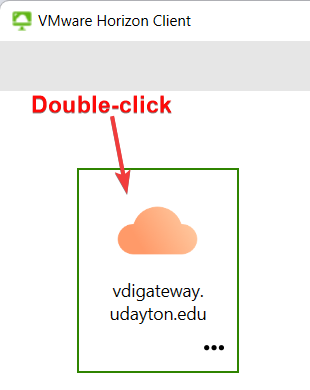 VMware Horizon Client
Double-click
vdigateway.
udayton.edu